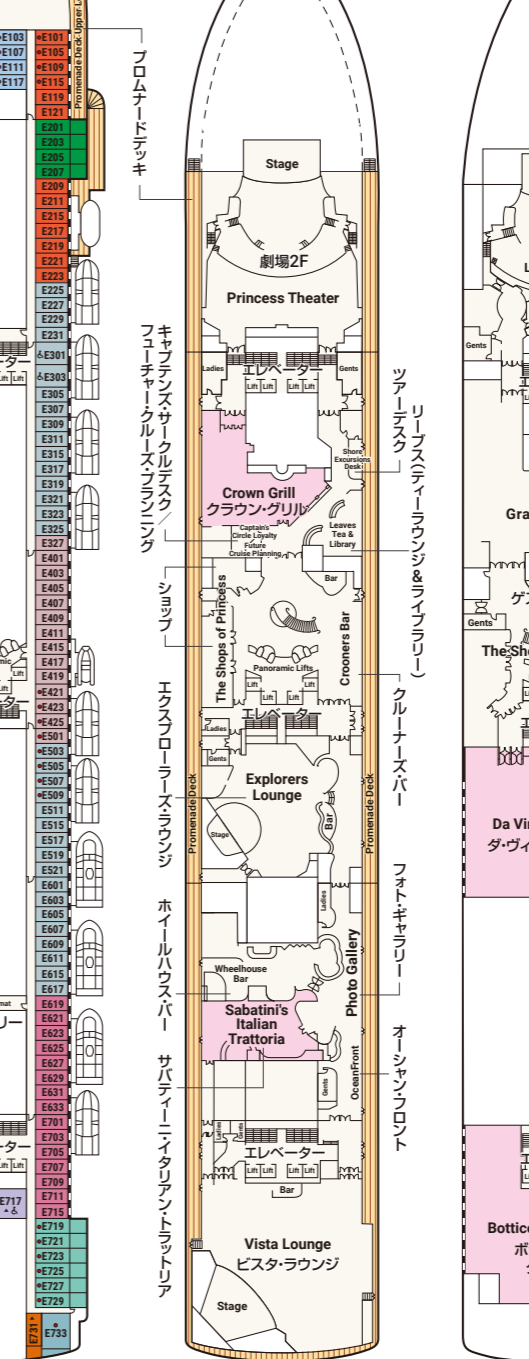 E103
E107
E111
E117
E101
E105
E109
E115
E119
E121
E201
E203
E205
E207
E209
E211
E215
E217
E219
E221
E223
E225
E227
E229
E231
E301
E303
E305
E307
E309
E311
E315
E317
E319
E321
E323
E325
E327
E401
E403
E405
E407
E409
E411
E415
E417
E419
E421
E423
E425
E501
E503
E505
E507
E509
E511
E515
E517
E519
E521
E601
E603
E605
E607
E609
E611
E615
E617
E619
E621
E623
E625
E627
E629
E631
E633
E701
E703
E705
E707
E709
E711
E715
E717
E719
E721
E723
E725
E727
E729
E731
E733
Lift
Lift
Lift
Lift
プロムナードデッキ
キャプテンズ・サークルデスク/
フューチャー・クルーズ・プランニング
ショップ
エクスプローラーズ・ラウンジ
ホイールハウス・バー
サバティーニ・イタリアン・トラットリア
Stage
劇場2F
Princess Theater
Ladies
エレベーター
Gents
Lift Lift
Lift Lift
Shore
Excursions
Desk
Crown Grill
クラウン・グリル
Captain's
Circle Loyalty
Future
Cruise Planning
Leaves
Tea &
Library
Bar
The Shops of Princess
Crooners Bar
Panoramic Lifts
Lift
Lift
Lift
Lift
エレベーター
Ladies
Gents
Explorers
Lounge
Stage
Bar
Promenade Deck
Promenade Deck
Ladies
Photo Gallery
Wheelhouse
Bar
Sabatini's
Italian
Trattoria
OceanFront
Gents
Ladies
Gents
エレベーター
Lift Lift
Lift Lift
Bar
Vista Lounge
ビスタ・ラウンジ
Stage
ツアーデスク
リーブス(ティーラウンジ&ライブラリー)
クルーナーズ・バー
フォト・ギャラリー
オーシャン・フロント
Gents
Gents